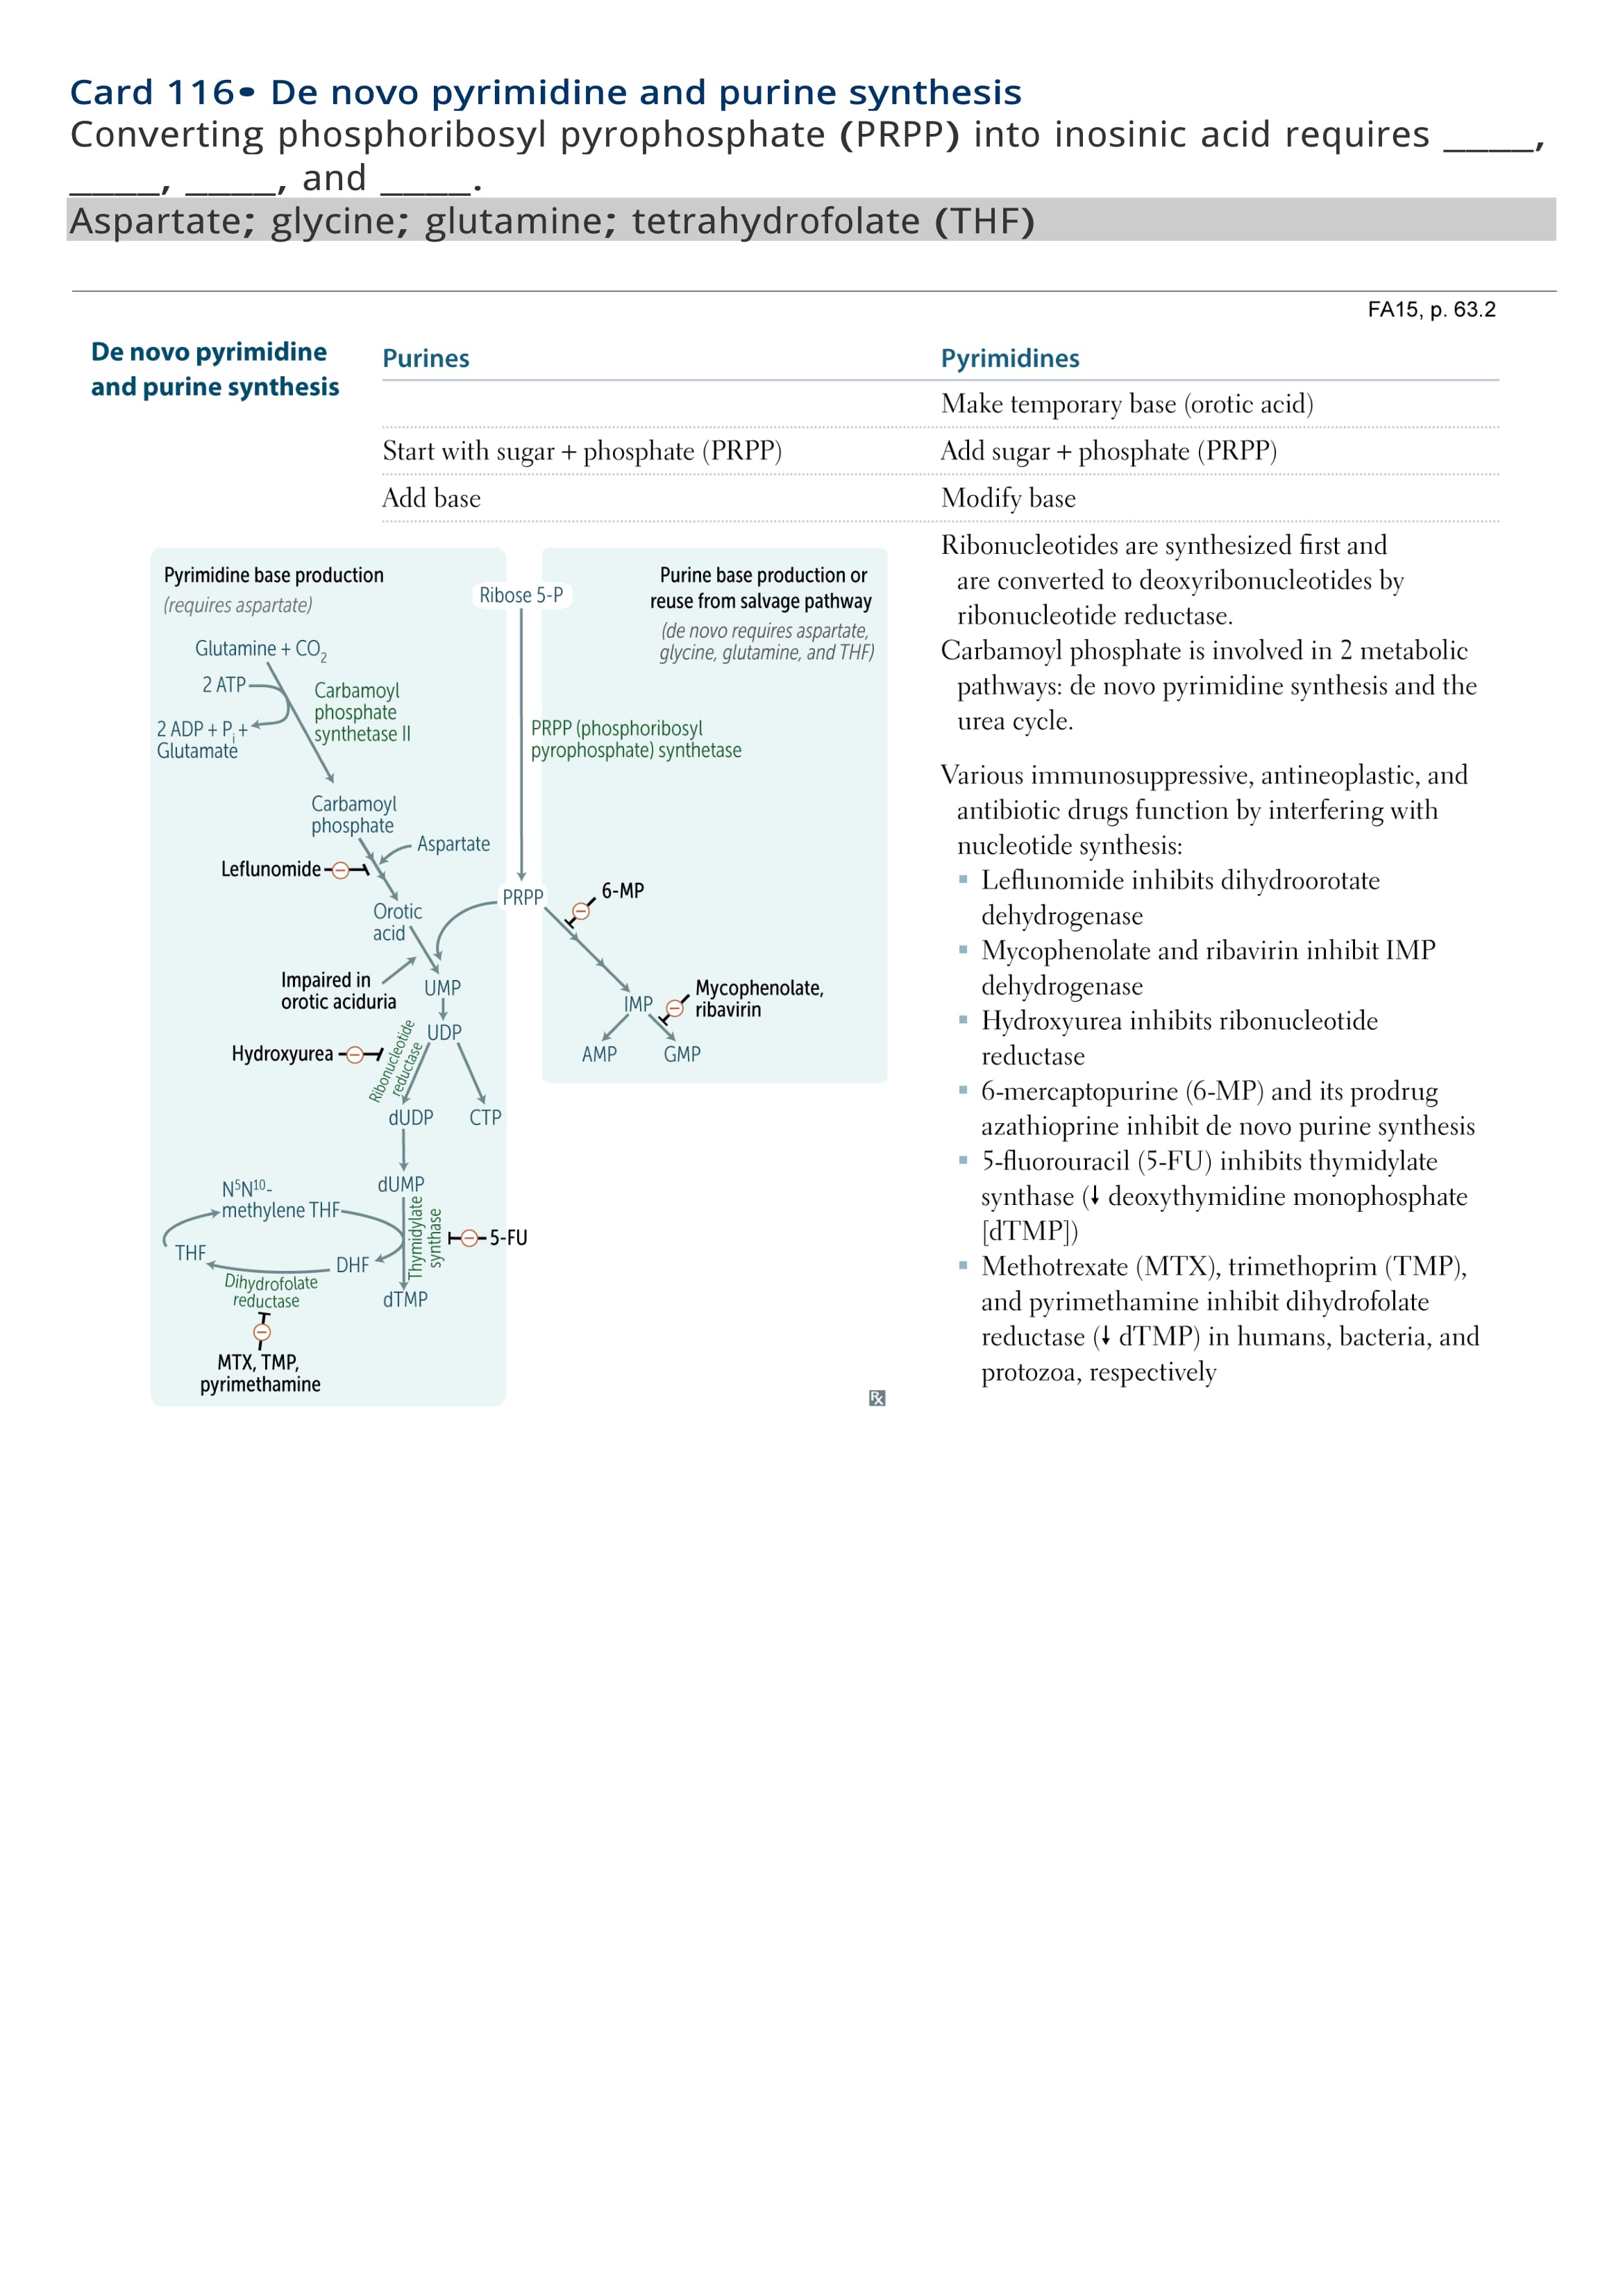 Card 116• De novo pyrimidine and purine synthesis
Converting phosphoribosyl pyrophosphate (PRPP) into inosinic acid requires ____,
____, ____, and ____.
Aspartate; glycine; glutamine; tetrahydrofolate (THF)
FA15, p. 63.2
De novo pyrimidine
and purine synthesis
Purines
Pyrimidines
Make temporary base (orotic acid)
Start with sugar + phosphate (PRPP)
Add sugar + phosphate (PRPP)
Add base
Modify base
Pyrimidine base production
(requires aspartate)
Glutamine + CO2
2 ATP
2 ADP + Pi +
Glutamate
Carbamoyl
phosphate
synthetase II
Carbamoyl
phosphate
Aspartate
Leflunomide
Orotic
acid
Impaired in
orotic aciduria
UMP
UDP
Hydroxyurea
Ribonucleotide
reductase
dUDP
CTP
dUMP
N5N10-
methylene THF
THF
DHF
Thymidylate
synthase
5-FU
Dihydrofolate
reductase
dTMP
MTX, TMP,
pyrimethamine
Ribose 5-P
Purine base production or
reuse from salvage pathway
(de novo requires aspartate,
glycine, glutamine, and THF)
PRPP (phosphoribosyl
pyrophosphate) synthetase
PRPP
6-MP
IMP
Mycophenolate,
ribavirin
AMP
GMP
Rx
Ribonucleotides are synthesized first and
are converted to deoxyribonucleotides by
ribonucleotide reductase.
Carbamoyl phosphate is involved in 2 metabolic
pathways: de novo pyrimidine synthesis and the
urea cycle.
Various immunosuppressive, antineoplastic, and
antibiotic drugs function by interfering with
nucleotide synthesis:
▪ Leflunomide inhibits dihydroorotate
dehydrogenase
▪ Mycophenolate and ribavirin inhibit IMP
dehydrogenase
▪ Hydroxyurea inhibits ribonucleotide
reductase
▪ 6-mercaptopurine (6-MP) and its prodrug
azathioprine inhibit de novo purine synthesis
▪ 5-fluorouracil (5-FU) inhibits thymidylate
synthase (↓ deoxythymidine monophosphate
[dTMP])
▪ Methotrexate (MTX), trimethoprim (TMP),
and pyrimethamine inhibit dihydrofolate
reductase (↓ dTMP) in humans, bacteria, and
protozoa, respectively